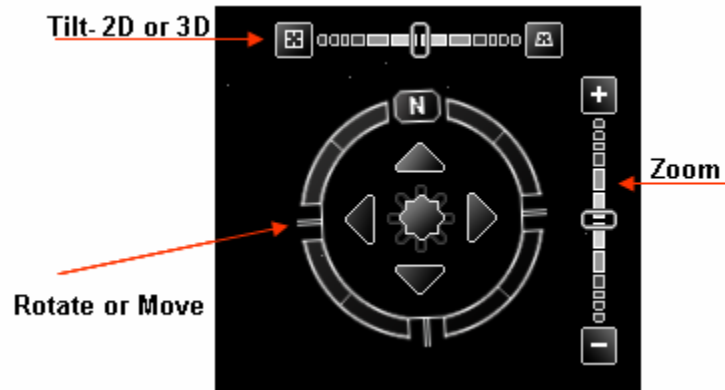 Tilt- 2D or 3D
N
+
Zoom
Rotate or Move
−